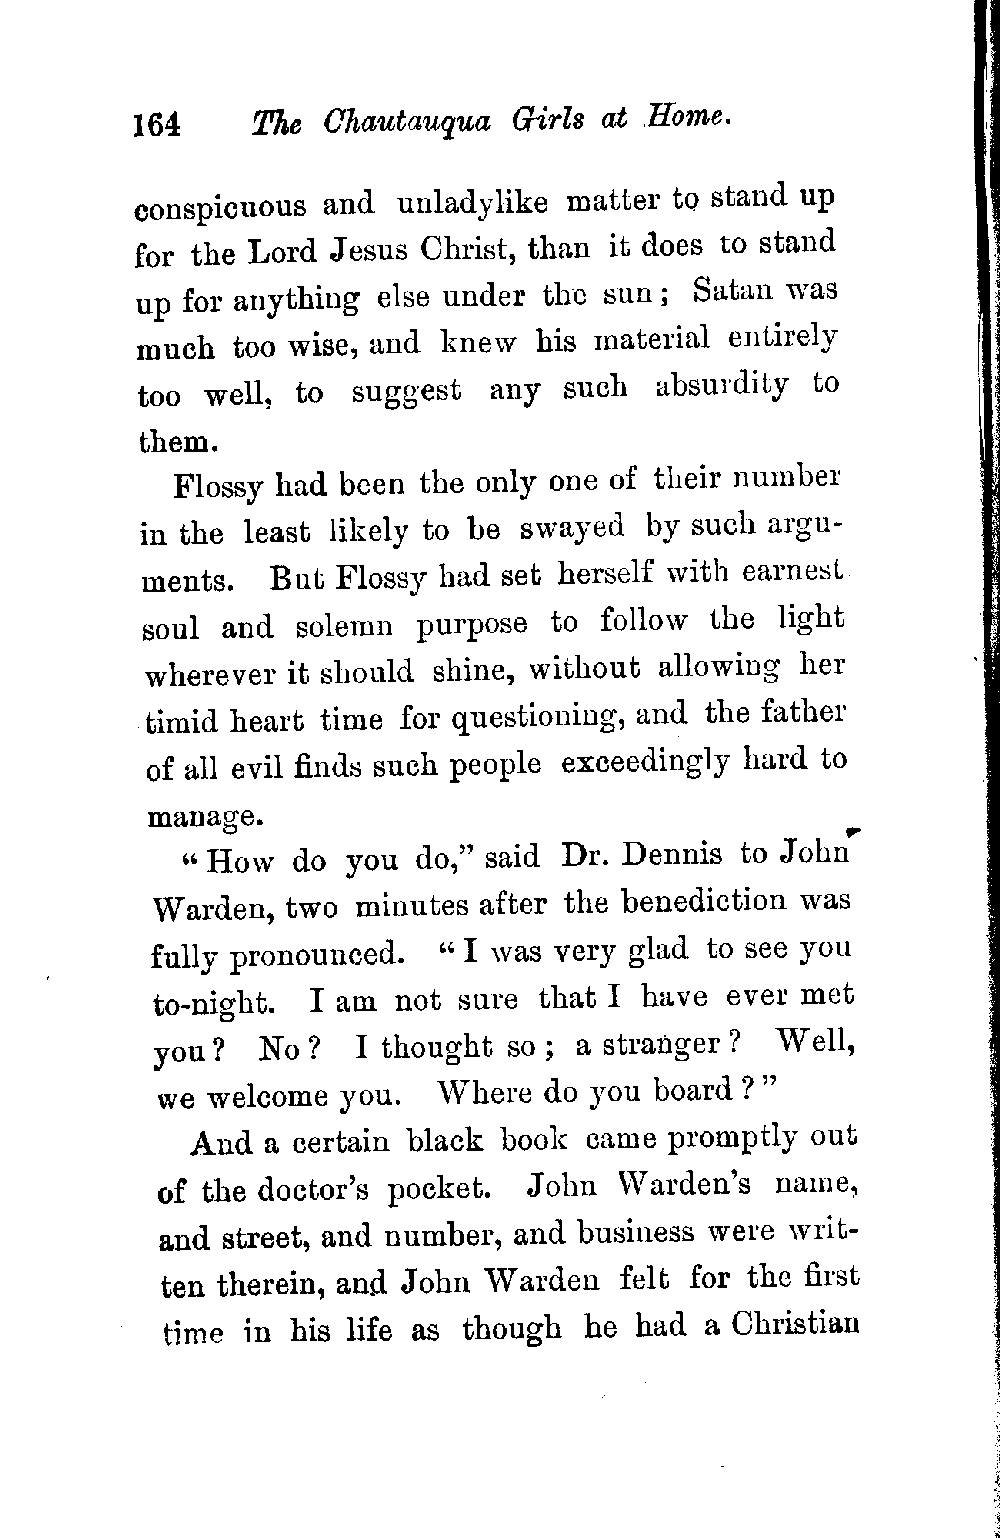 164 The Chautauqua Girls at Home.
conspicuous and unladylike matter to stand up
for the Lord Jesus Christ, than it does to stand
up for anything else under the sun; Satan was
much too wise, and knew his material entirely
too well, to suggest any such absurdity to
them.
Flossy had been the only one of their number
in the least likely to be swayed by such argu-
ments. But Flossy had set herself with earnest
soul and solemn purpose to follow the light
wherever it should shine, without allowing her
timid heart time for questioning, and the father
of all evil finds such people exceedingly hard to
manage.
“How do you do,” said Dr. Dennis to John
Warden, two minutes after the benediction was
fully pronounced. “I was very glad to see you
to-night. I am not sure that I have ever met
you? No? I thought so; a stranger? Well,
we welcome you. Where do you board?”
And a certain black book came promptly out
of the doctor’s pocket. John Warden’s name,
and street, and number, and business were writ-
ten therein, and John Warden felt for the first
time in his life as though he had a Christian